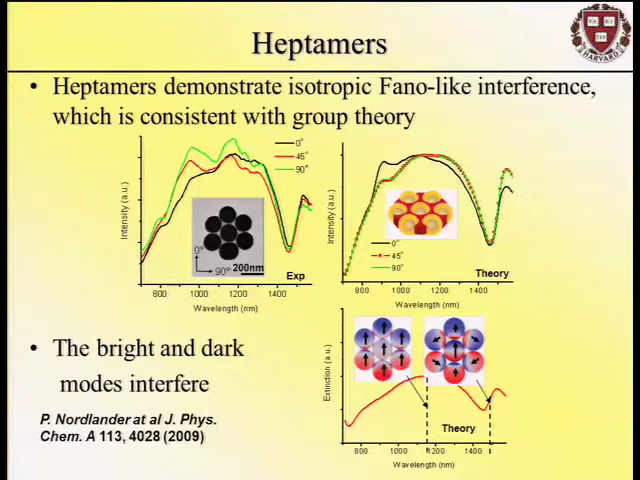 Heptamers
VE RI TAS
HARVARD
• Heptamers demonstrate isotropic Fano-like interference,
which is consistent with group theory
Intensity (a.u.)
0°
45°
90°
0°
90°
200nm
Exp
800 1000 1200 1400
Wavelength (nm)
Intensity (a.u.)
0°
45°
90°
Theory
800 1000 1200 1400
Wavelength (nm)
• The bright and dark
modes interfere
P. Nordlander at al J. Phys.
Chem. A 113, 4028 (2009)
Extinction (a.u.)
Theory
800 1000 1200 1400
Wavelength (nm)